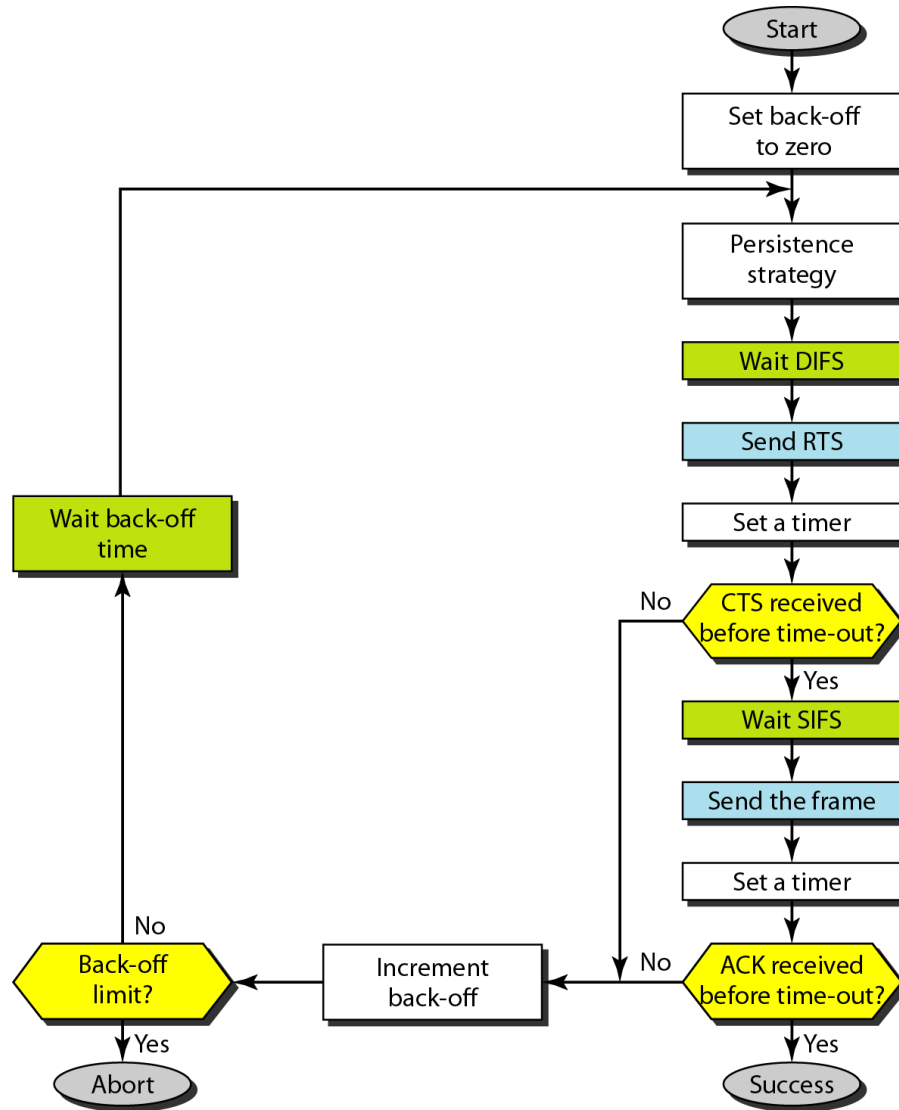 Start
Set back-off
to zero
Persistence
strategy
Wait DIFS
Send RTS
Wait back-off
time
Set a timer
No
CTS received
before time-out?
Yes
Wait SIFS
Send the frame
Set a timer
No
Back-off
limit?
Increment
back-off
No
ACK received
before time-out?
Yes
Yes
Abort
Success